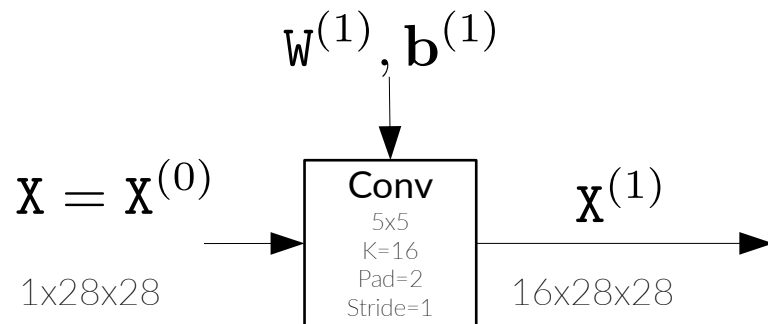 W^(1), b^(1)
X = X^(0)
Conv
5x5
K=16
Pad=2
Stride=1
X^(1)
1x28x28
16x28x28